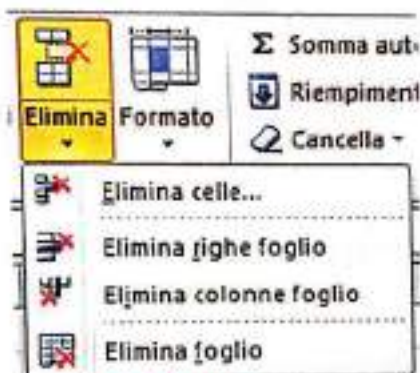 Elimina
Formato
Σ Somma aut
Riempiment
Cancella
Elimina celle...
Elimina righe foglio
Elimina colonne foglio
Elimina foglio